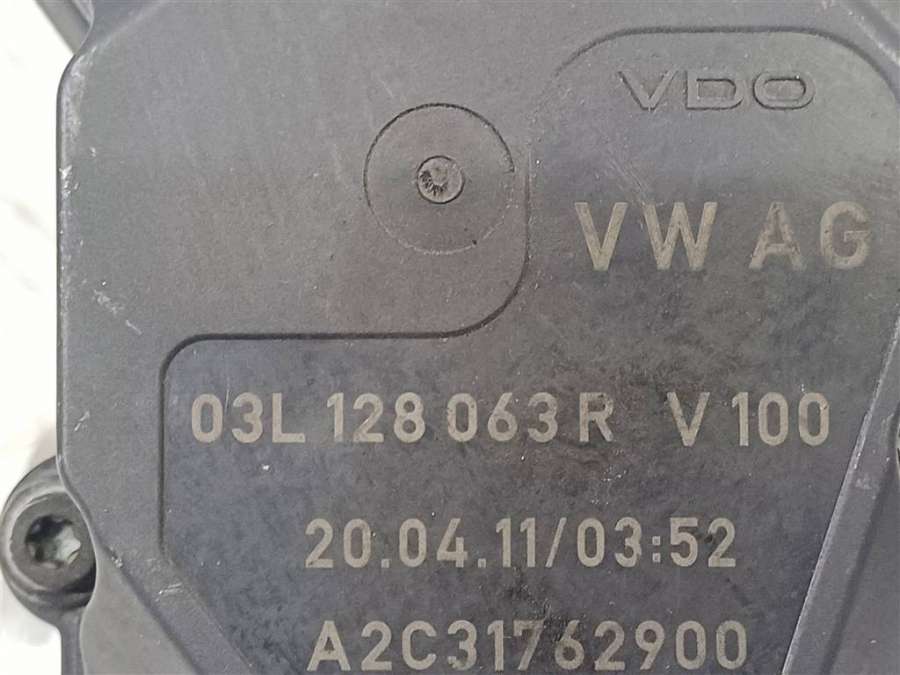 VDO
VW AG
03L 128 063 R V 100
20.04.11/03:52
A2C31762900